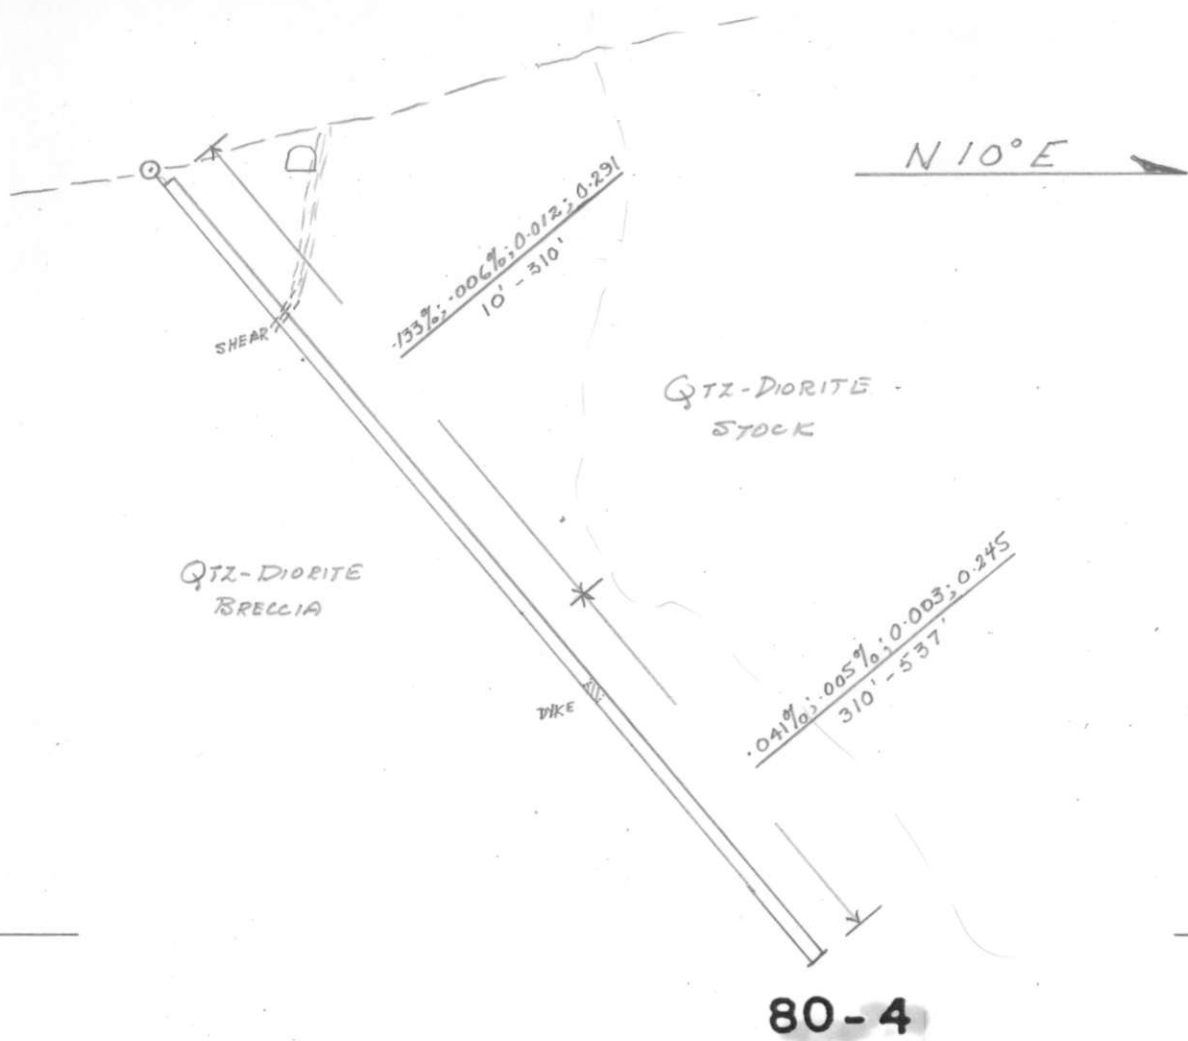 N 10° E
D
.133%; .006%; 0.012; 0.291
10' - 310'
SHEAR
QTZ-DIORITE
STOCK
QTZ-DIORITE
BRECCIA
.041%; .005%; 0.003; 0.245
310' - 537'
DYKE
80-4